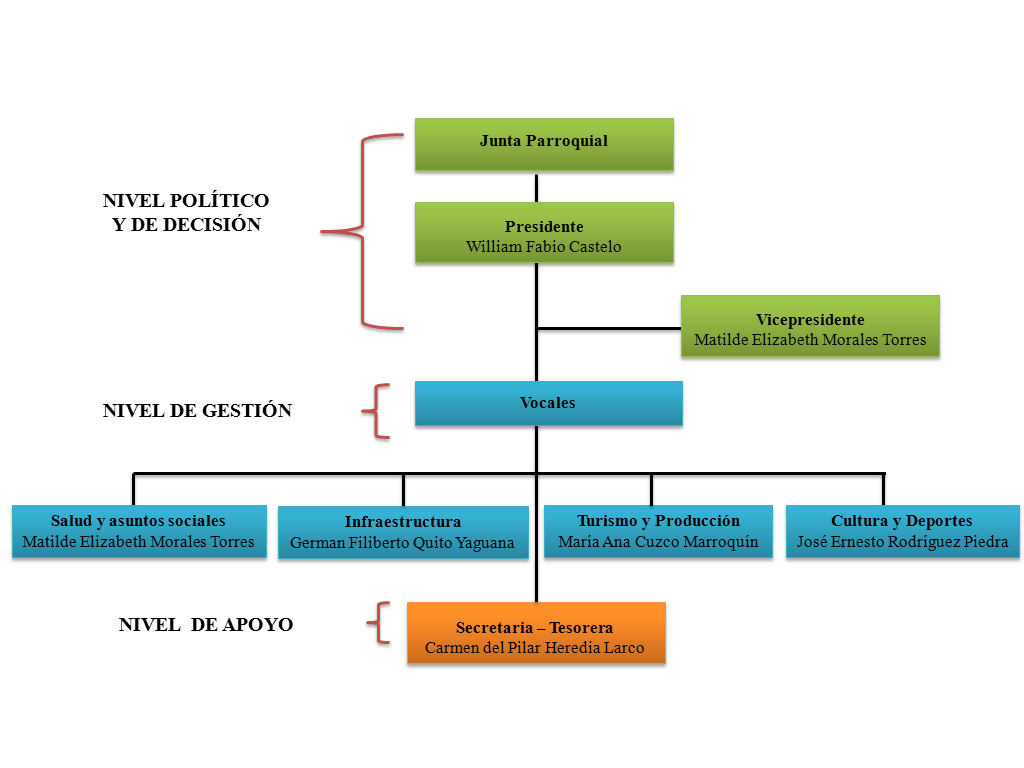 Junta Parroquial
NIVEL POLÍTICO
Y DE DECISIÓN
Presidente
William Fabio Castelo
Vicepresidente
Matilde Elizabeth Morales Torres
NIVEL DE GESTIÓN
Vocales
Salud y asuntos sociales
Matilde Elizabeth Morales Torres
Infraestructura
German Filiberto Quito Yaguana
Turismo y Producción
María Ana Cuzco Marroquín
Cultura y Deportes
José Ernesto Rodríguez Piedra
NIVEL DE APOYO
Secretaria – Tesorera
Carmen del Pilar Heredia Larco